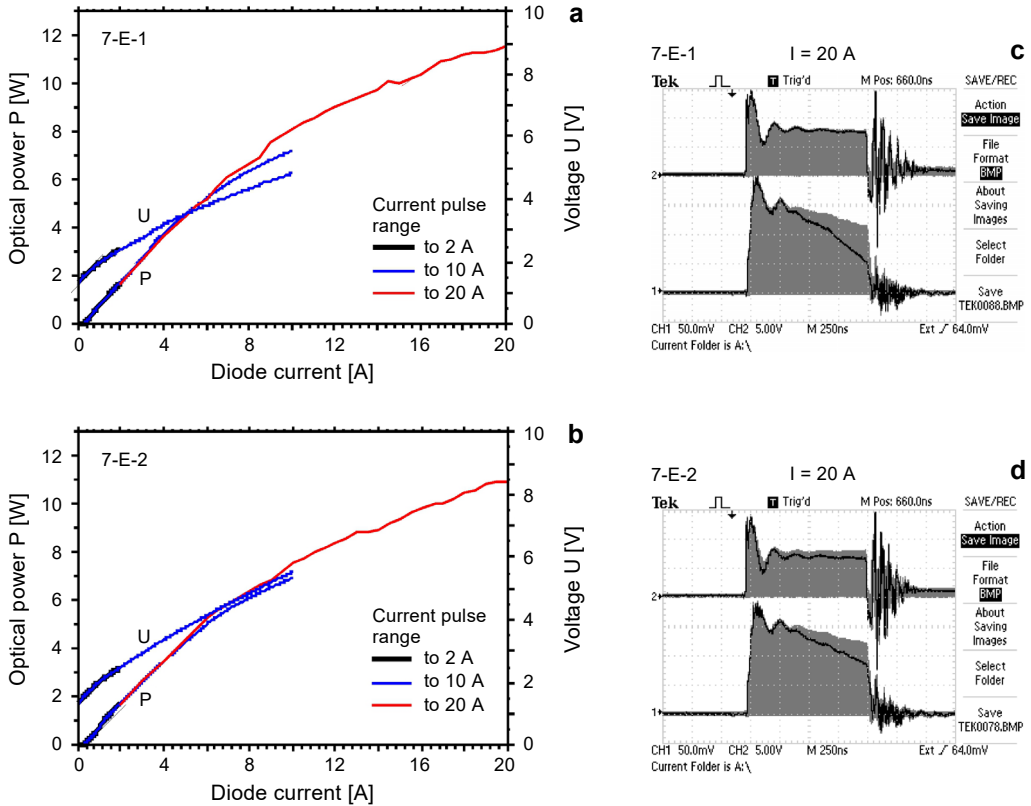 a
7-E-1
12
10
8
6
4
2
0
10
8
6
4
2
0
Optical power P [W]
Voltage U [V]
U
P
Current pulse
range
to 2 A
to 10 A
to 20 A
0 4 8 12 16 20
Diode current [A]
7-E-1 I = 20 A c
Tek T Trig'd M Pos: 660.0ns SAVE/REC
Action
Save Image
File
Format
BMP
About
Saving
Images
Select
Folder
Save
TEK0088.BMP
2
1
CH1 50.0mV CH2 5.00V M 250ns Ext 64.0mV
Current Folder is A:\
b
7-E-2
12
10
8
6
4
2
0
10
8
6
4
2
0
Optical power P [W]
Voltage U [V]
U
P
Current pulse
range
to 2 A
to 10 A
to 20 A
0 4 8 12 16 20
Diode current [A]
7-E-2 I = 20 A d
Tek T Trig'd M Pos: 660.0ns SAVE/REC
Action
Save Image
File
Format
BMP
About
Saving
Images
Select
Folder
Save
TEK0078.BMP
2
1
CH1 50.0mV CH2 5.00V M 250ns Ext 64.0mV
Current Folder is A:\